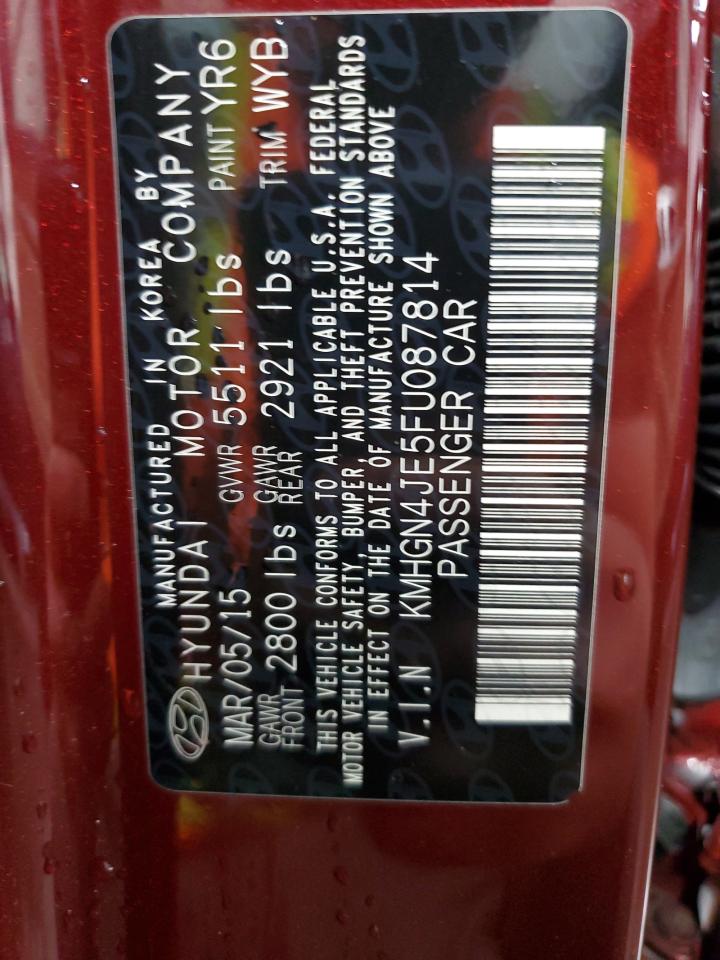 MANUFACTURED IN KOREA BY
HYUNDAI MOTOR COMPANY
MAR/05/15 GVWR 5511 lbs PAINT YR6
GAWR FRONT 2800 lbs GAWR REAR 2921 lbs TRIM WYB
THIS VEHICLE CONFORMS TO ALL APPLICABLE U.S.A. FEDERAL
MOTOR VEHICLE SAFETY, BUMPER, AND THEFT PREVENTION STANDARDS
IN EFFECT ON THE DATE OF MANUFACTURE SHOWN ABOVE
V.I.N KMHGN4JE5FU087814
PASSENGER CAR